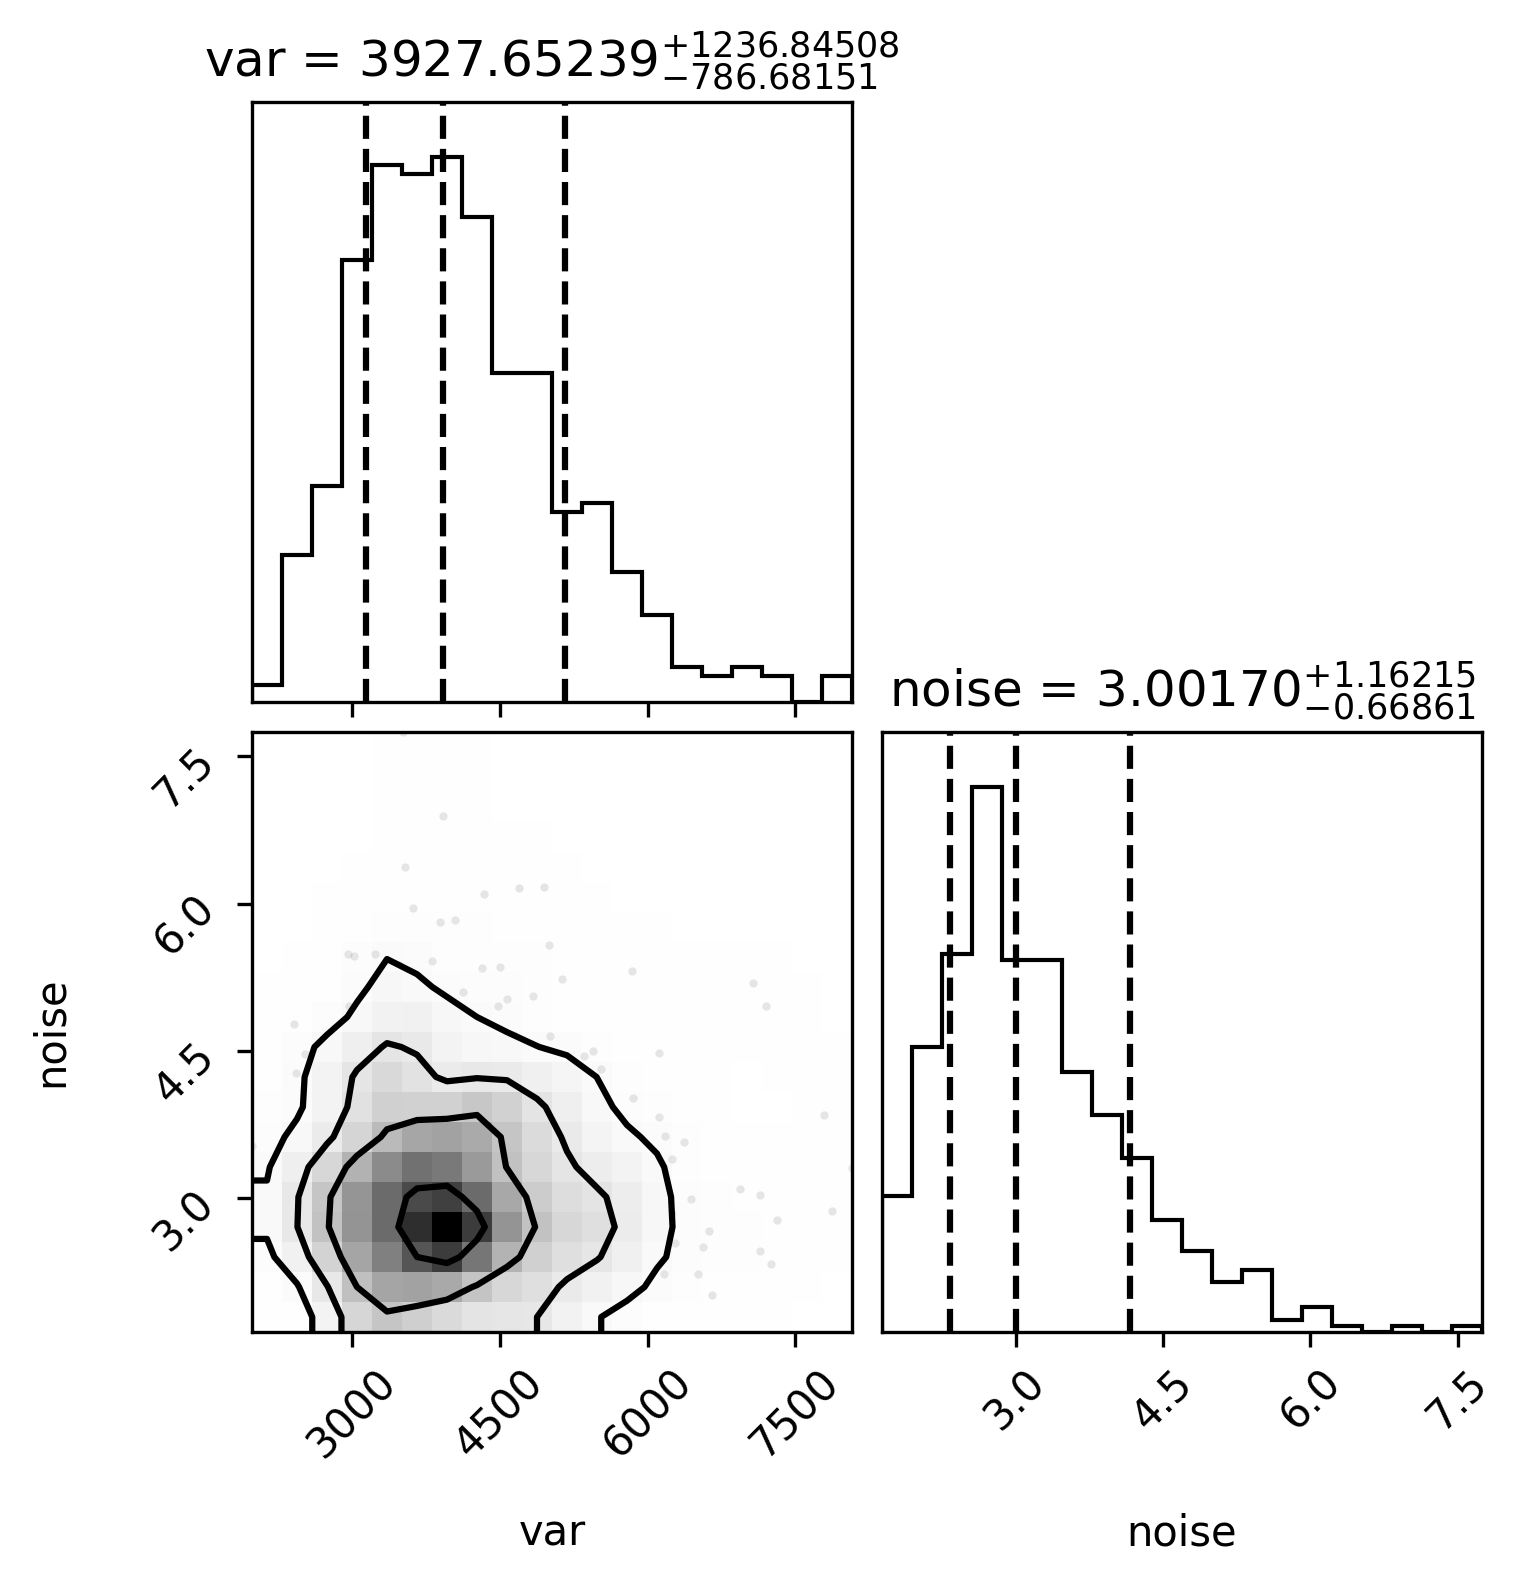 var = 3927.65239+1236.84508−786.68151
noise = 3.00170+1.16215−0.66861
7.5
6.0
4.5
3.0
noise
3000 4500 6000 7500
3.0 4.5 6.0 7.5
var
noise